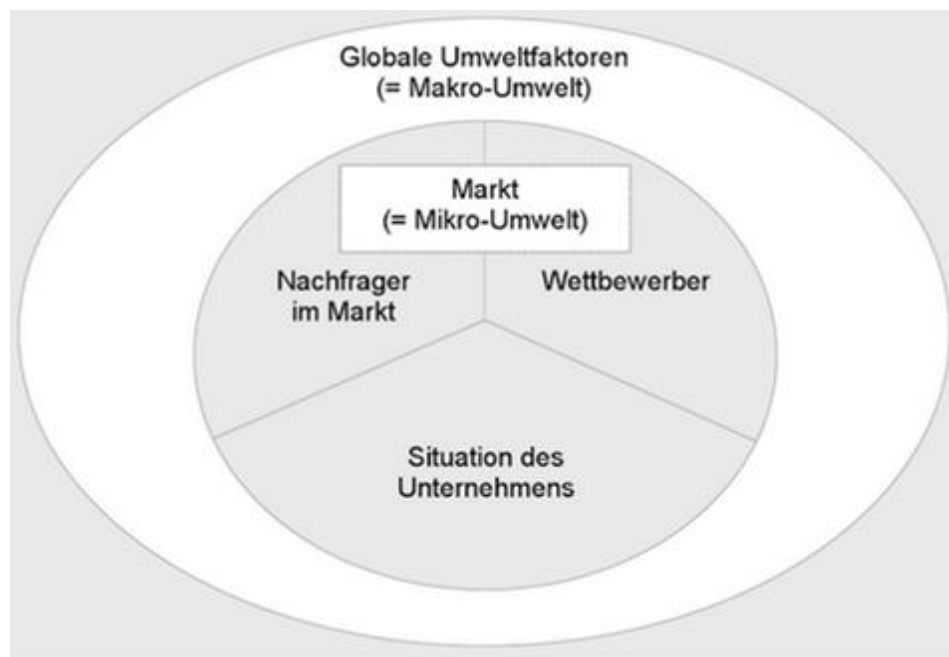 Globale Umweltfaktoren
(= Makro-Umwelt)
Markt
(= Mikro-Umwelt)
Nachfrager
im Markt
Wettbewerber
Situation des
Unternehmens